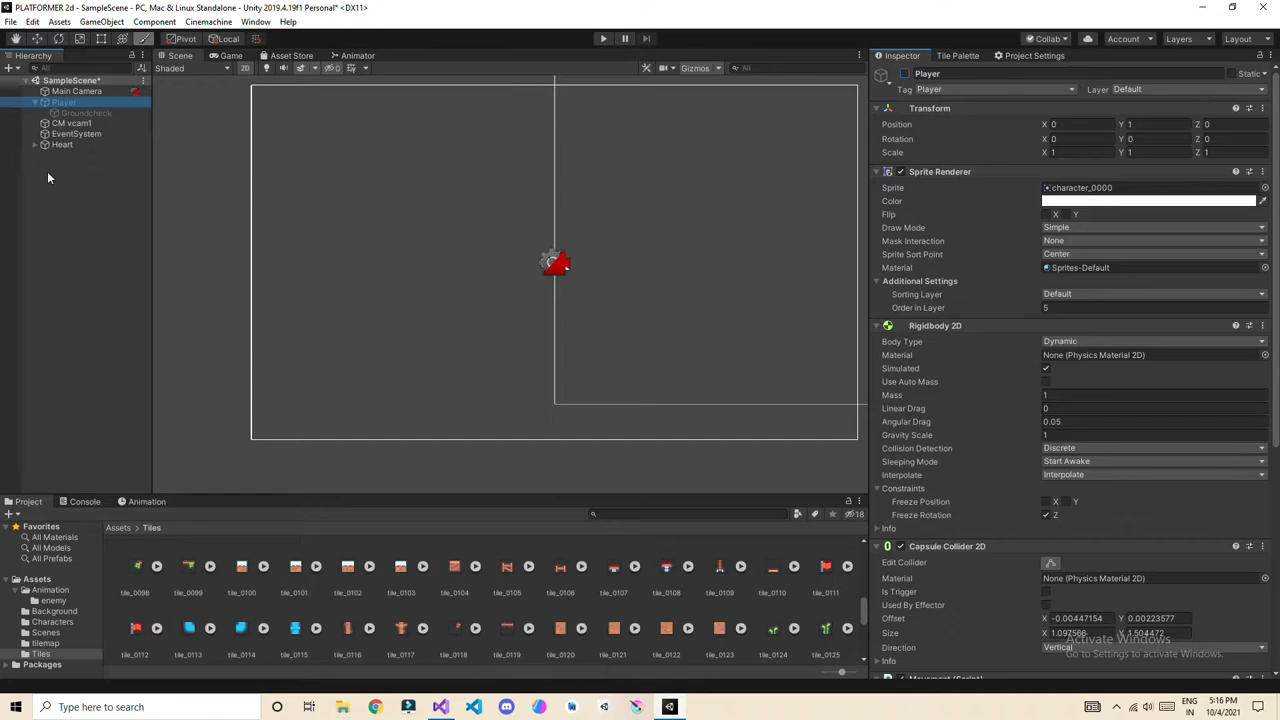 PLATFORMER 2d - SampleScene - PC, Mac & Linux Standalone - Unity 2019.4.19f1 Personal* <DX11>
File Edit Assets GameObject Component Cinemachine Window Help
Pivot Local Collab Account Layers Layout
Hierarchy Scene Game Asset Store Animator Inspector Tile Palette Project Settings
All Shaded 2D 0 Gizmos All
SampleScene*
Main Camera
Player
Groundcheck
CM vcam1
EventSystem
Heart
Player Static
Tag Player Layer Default
Transform
Position X 0 Y 1 Z 0
Rotation X 0 Y 0 Z 0
Scale X 1 Y 1 Z 1
Sprite Renderer
Sprite character_0000
Color
Flip X Y
Draw Mode Simple
Mask Interaction None
Sprite Sort Point Center
Material Sprites-Default
Additional Settings
Sorting Layer Default
Order in Layer 5
Rigidbody 2D
Body Type Dynamic
Material None (Physics Material 2D)
Simulated
Use Auto Mass
Mass 1
Linear Drag 0
Angular Drag 0.05
Gravity Scale 1
Collision Detection Discrete
Sleeping Mode Start Awake
Interpolate Interpolate
Constraints
Freeze Position X Y
Freeze Rotation Z
Info
Capsule Collider 2D
Edit Collider
Material None (Physics Material 2D)
Is Trigger
Used By Effector
Offset X -0.00447154 Y 0.00223577
Size X 1.097566 Y 1.504472
Direction Vertical
Info
Movement (Script)
Activate Windows
Go to Settings to activate Windows.
Project Console Animation
18
Favorites
All Materials
All Models
All Prefabs
Assets
Animation
enemy
Background
Characters
Scenes
tilemap
Tiles
Packages
Assets > Tiles
tile_0098 tile_0099 tile_0100 tile_0101 tile_0102 tile_0103 tile_0104 tile_0105 tile_0106 tile_0107 tile_0108 tile_0109 tile_0110 tile_0111
tile_0112 tile_0113 tile_0114 tile_0115 tile_0116 tile_0117 tile_0118 tile_0119 tile_0120 tile_0121 tile_0122 tile_0123 tile_0124 tile_0125
Type here to search
ENG
IN
5:16 PM
10/4/2021